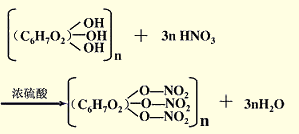 OH
(C₆H₇O₂) OH + 3n HNO₃
OH n
浓硫酸
O—NO₂
(C₆H₇O₂) O—NO₂ + 3nH₂O
O—NO₂ n